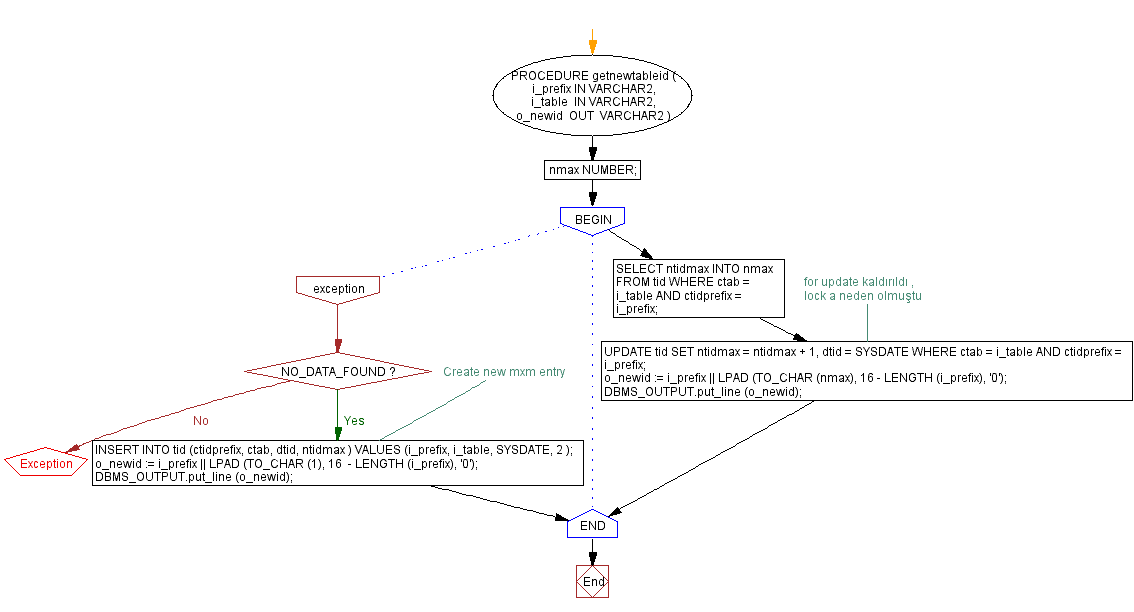 PROCEDURE getnewtableid (
i_prefix IN VARCHAR2,
i_table  IN VARCHAR2,
o_newid  OUT  VARCHAR2 )
nmax NUMBER;
BEGIN
exception
SELECT ntidmax INTO nmax
FROM tid WHERE ctab =
i_table AND ctidprefix =
i_prefix;
for update kaldırıldı ,
lock a neden olmuştu
UPDATE tid SET ntidmax = ntidmax + 1, dtid = SYSDATE WHERE ctab = i_table AND ctidprefix =
i_prefix;
o_newid := i_prefix || LPAD (TO_CHAR (nmax), 16 - LENGTH (i_prefix), '0');
DBMS_OUTPUT.put_line (o_newid);
NO_DATA_FOUND ?
Create new mxm entry
No
Yes
Exception
INSERT INTO tid (ctidprefix, ctab, dtid, ntidmax ) VALUES (i_prefix, i_table, SYSDATE, 2 );
o_newid := i_prefix || LPAD (TO_CHAR (1), 16  - LENGTH (i_prefix), '0');
DBMS_OUTPUT.put_line (o_newid);
END
End